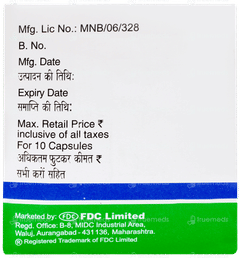 Mfg. Lic No.: MNB/06/328
B. No.
Mfg. Date
उत्पादन की तिथि:
Expiry Date
समाप्ति की तिथि:
Max. Retail Price ₹
inclusive of all taxes
For 10 Capsules
अधिकतम फुटकर कीमत ₹
सभी करों सहित
Marketed by: FDC FDC Limited
Regd. Office: B-8, MIDC Industrial Area,
Waluj, Aurangabad - 431136, Maharashtra.
® Registered Trademark of FDC Limited